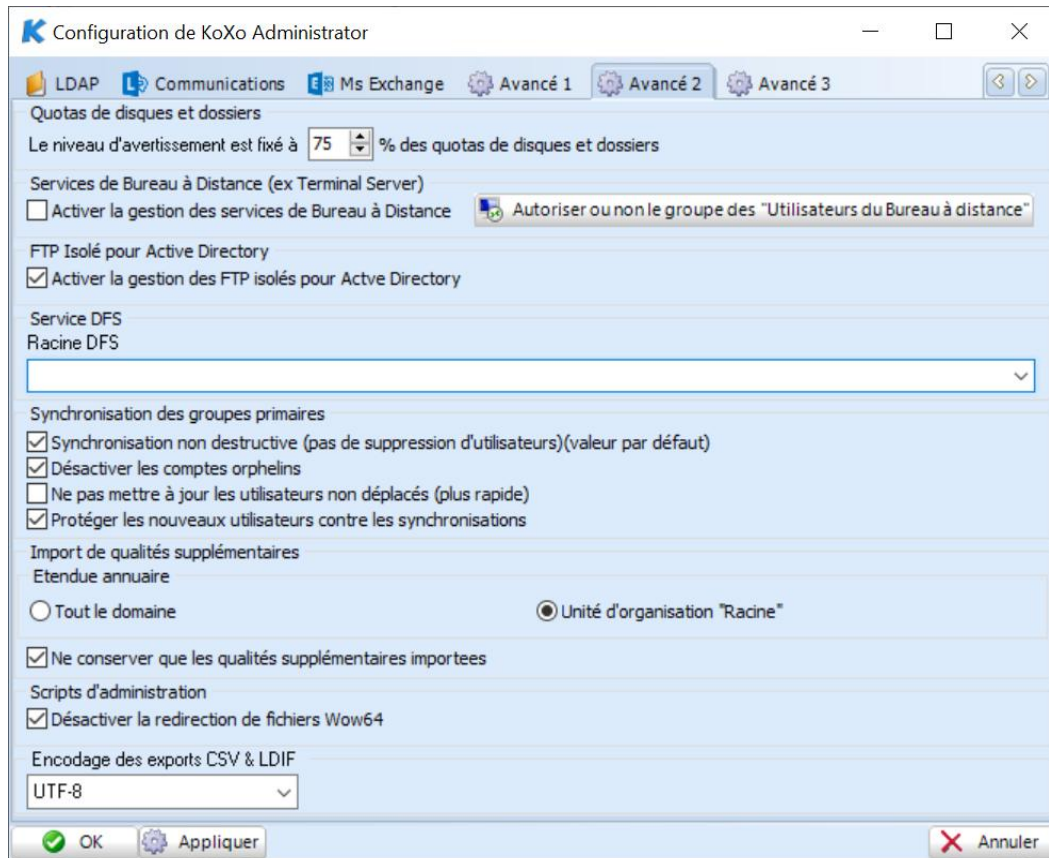 Configuration de KoXo Administrator
LDAP Communications Ms Exchange Avancé 1 Avancé 2 Avancé 3
Quotas de disques et dossiers
Le niveau d'avertissement est fixé à 75 % des quotas de disques et dossiers
Services de Bureau à Distance (ex Terminal Server)
Activer la gestion des services de Bureau à Distance Autoriser ou non le groupe des "Utilisateurs du Bureau à distance"
FTP Isolé pour Active Directory
Activer la gestion des FTP isolés pour Actve Directory
Service DFS
Racine DFS
Synchronisation des groupes primaires
Synchronisation non destructive (pas de suppression d'utilisateurs)(valeur par défaut)
Désactiver les comptes orphelins
Ne pas mettre à jour les utilisateurs non déplacés (plus rapide)
Protéger les nouveaux utilisateurs contre les synchronisations
Import de qualités supplémentaires
Etendue annuaire
Tout le domaine Unité d'organisation "Racine"
Ne conserver que les qualités supplémentaires importees
Scripts d'administration
Désactiver la redirection de fichiers Wow64
Encodage des exports CSV & LDIF
UTF-8
OK Appliquer Annuler